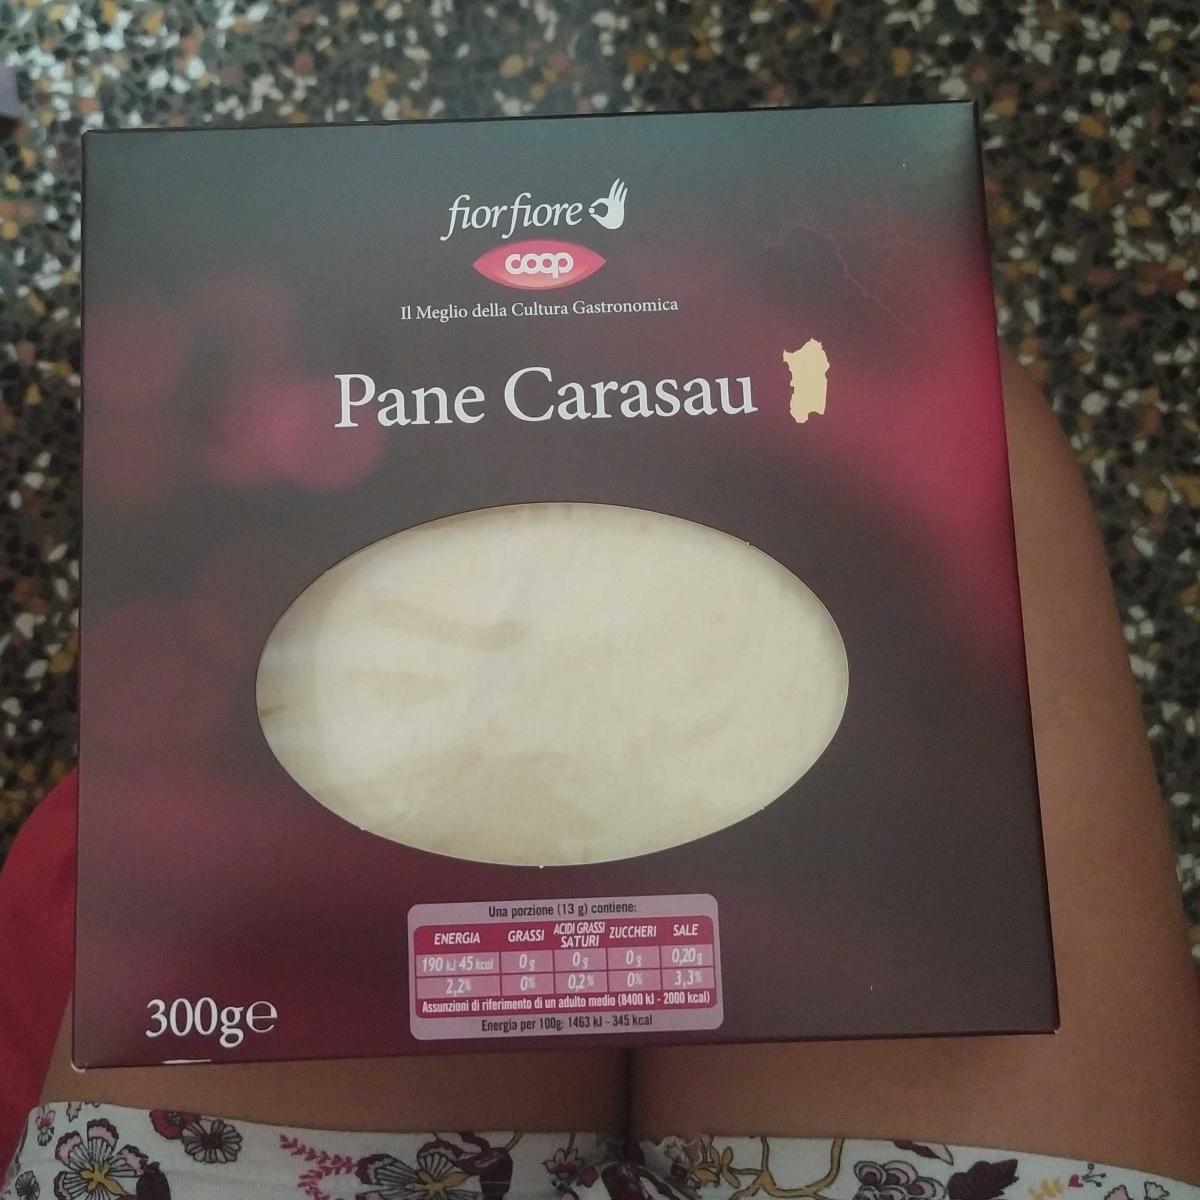 fior fiore
coop
Il Meglio della Cultura Gastronomica
Pane Carasau
Una porzione (13 g) contiene:
ENERGIA GRASSI ACIDI GRASSI SATURI ZUCCHERI SALE
190 kJ 45 kcal 0g 0g 0g 0,20g
2,2% 0% 0,2% 0% 3,3%
Assunzioni di riferimento di un adulto medio (8400 kJ - 2000 kcal)
Energia per 100g: 1463 kJ - 345 kcal
300g℮